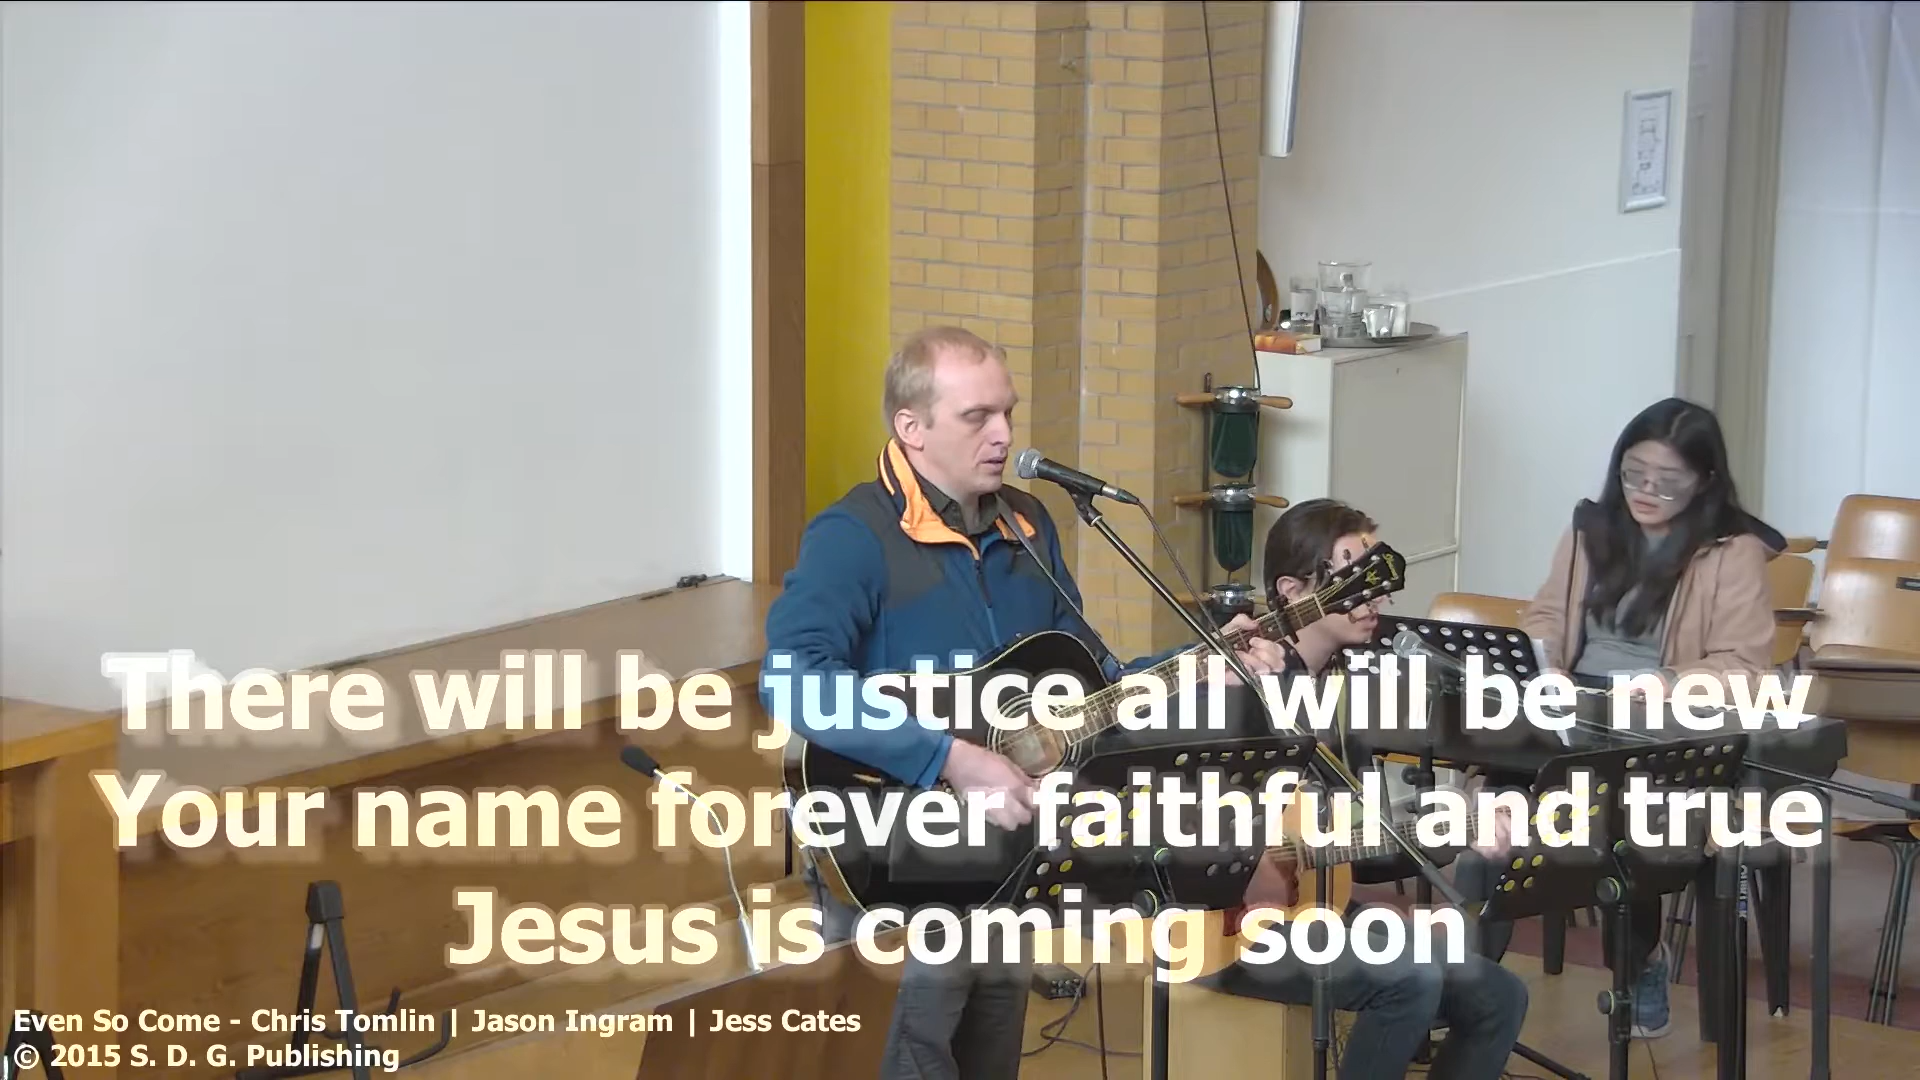 There will be justice all will be new
Your name forever faithful and true
Jesus is coming soon
Even So Come - Chris Tomlin | Jason Ingram | Jess Cates
© 2015 S. D. G. Publishing